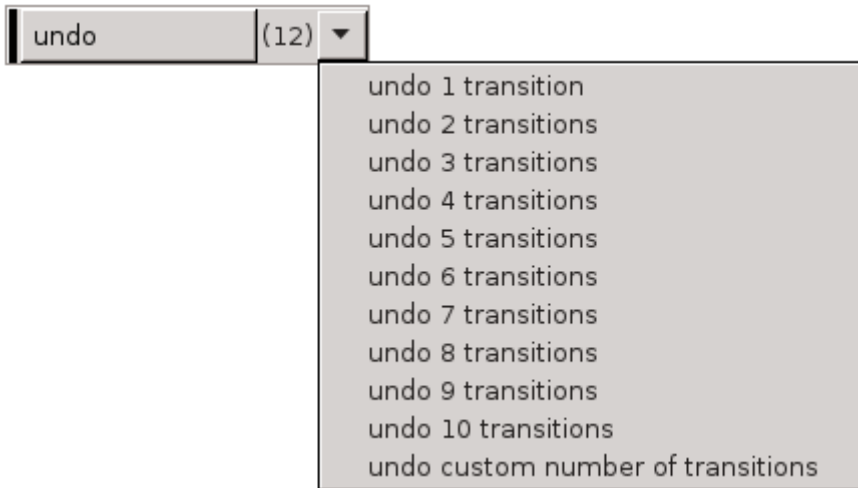 undo (12)
undo 1 transition
undo 2 transitions
undo 3 transitions
undo 4 transitions
undo 5 transitions
undo 6 transitions
undo 7 transitions
undo 8 transitions
undo 9 transitions
undo 10 transitions
undo custom number of transitions